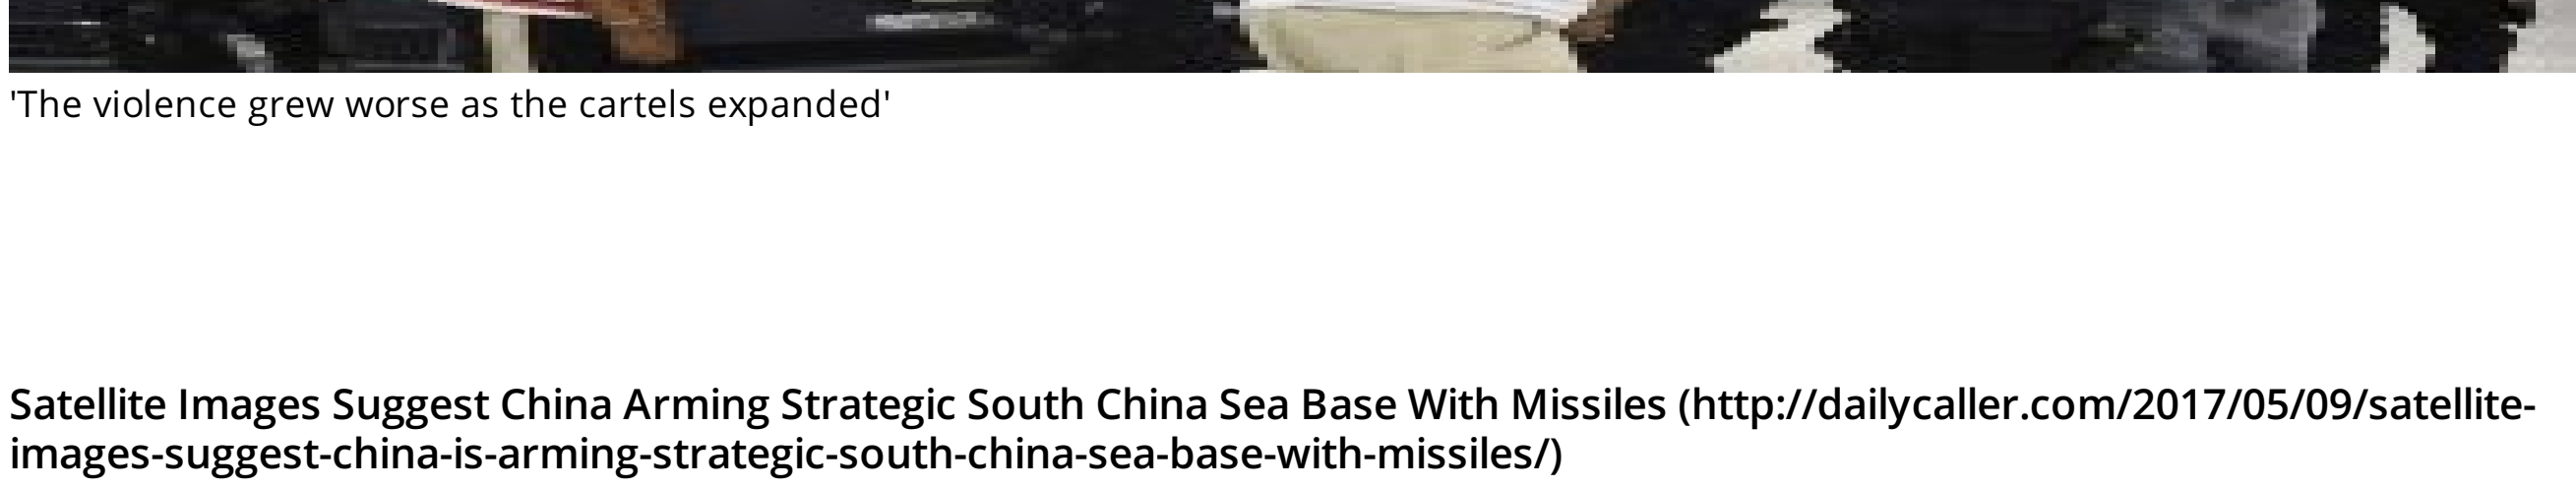 'The violence grew worse as the cartels expanded'
Satellite Images Suggest China Arming Strategic South China Sea Base With Missiles (http://dailycaller.com/2017/05/09/satellite-
images-suggest-china-is-arming-strategic-south-china-sea-base-with-missiles/)